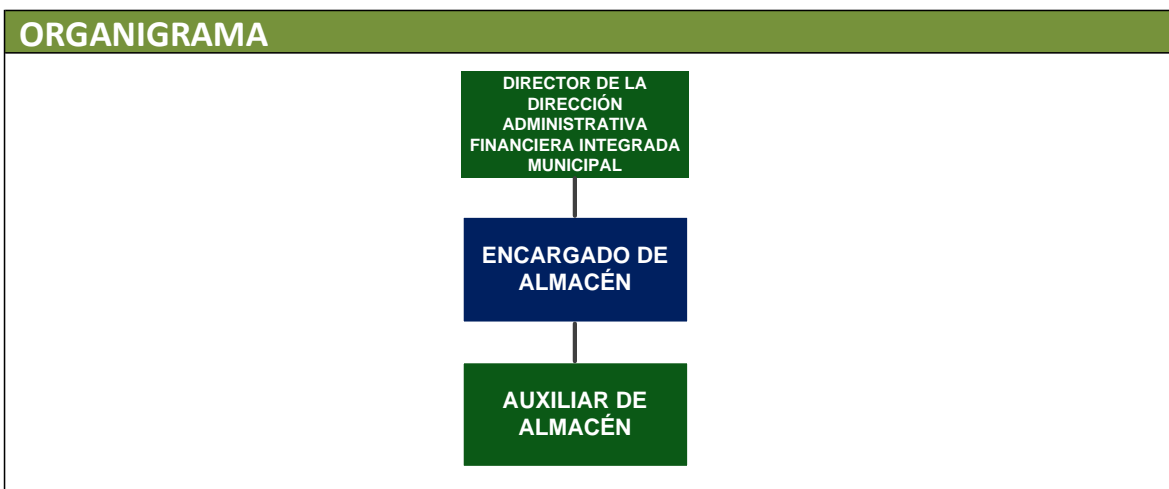 ORGANIGRAMA
DIRECTOR DE LA
DIRECCIÓN
ADMINISTRATIVA
FINANCIERA INTEGRADA
MUNICIPAL
ENCARGADO DE
ALMACÉN
AUXILIAR DE
ALMACÉN